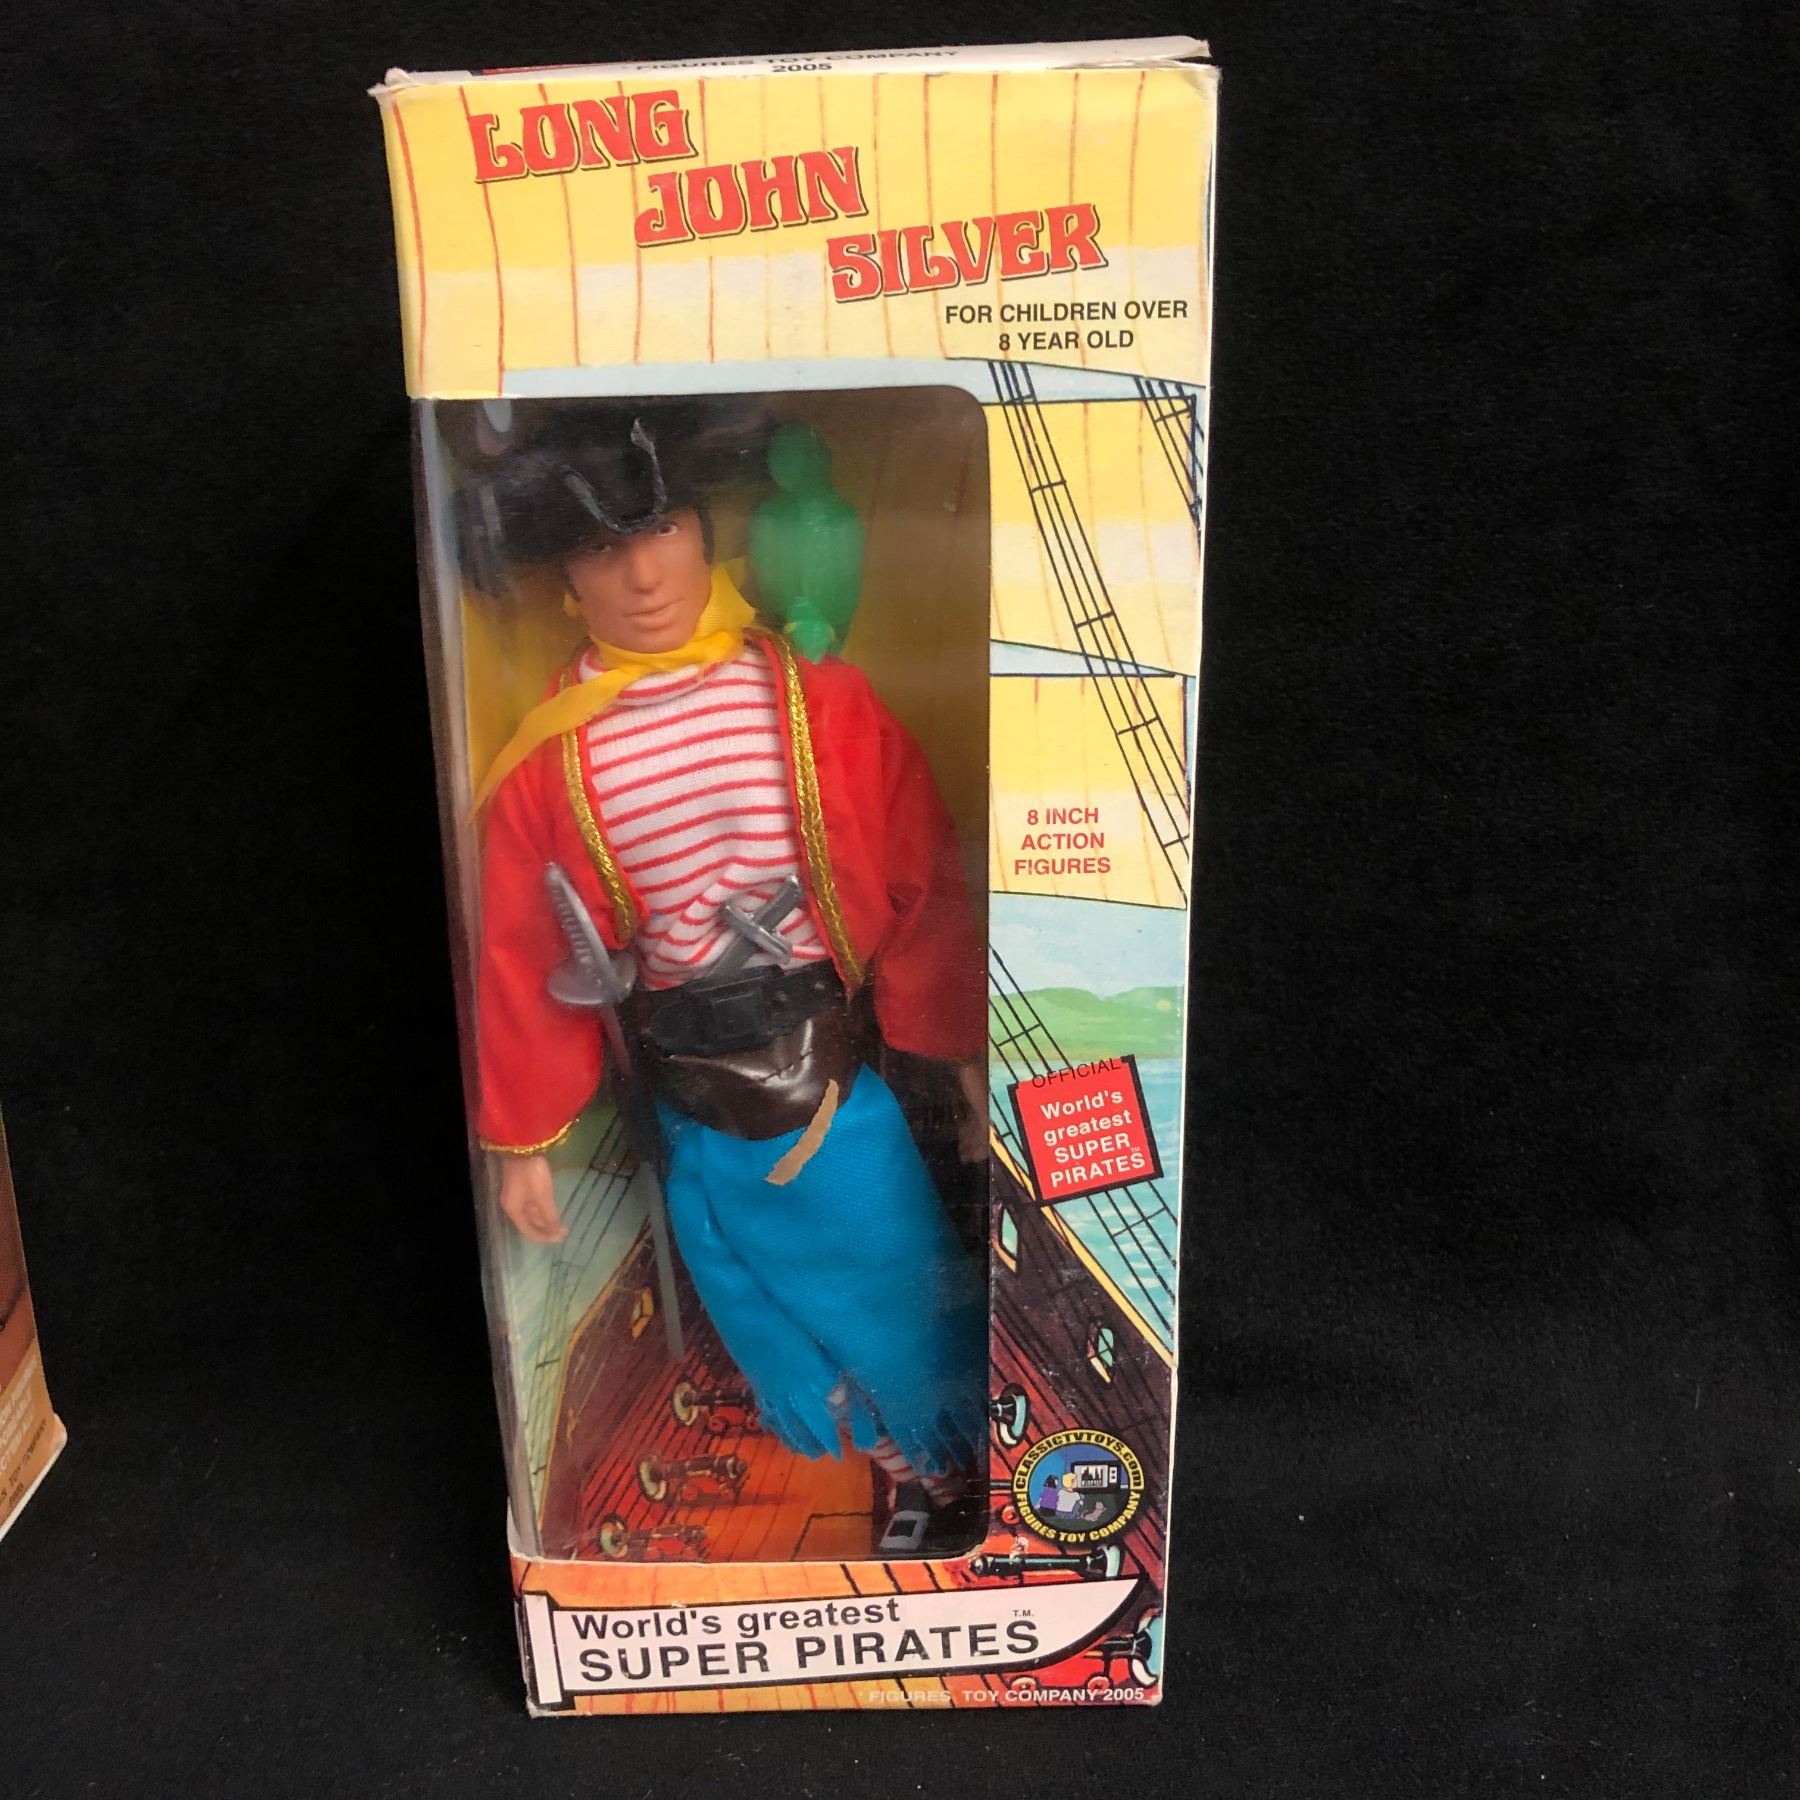 FIGURES TOY COMPANY
2005
LONG
JOHN
SILVER
FOR CHILDREN OVER
8 YEAR OLD
8 INCH
ACTION
FIGURES
OFFICIAL
World's
greatest
SUPER
PIRATES™
CLASSICTVTOYS.COM
FIGURES TOY COMPANY
World's greatest
SUPER PIRATES T.M.
FIGURES TOY COMPANY 2005